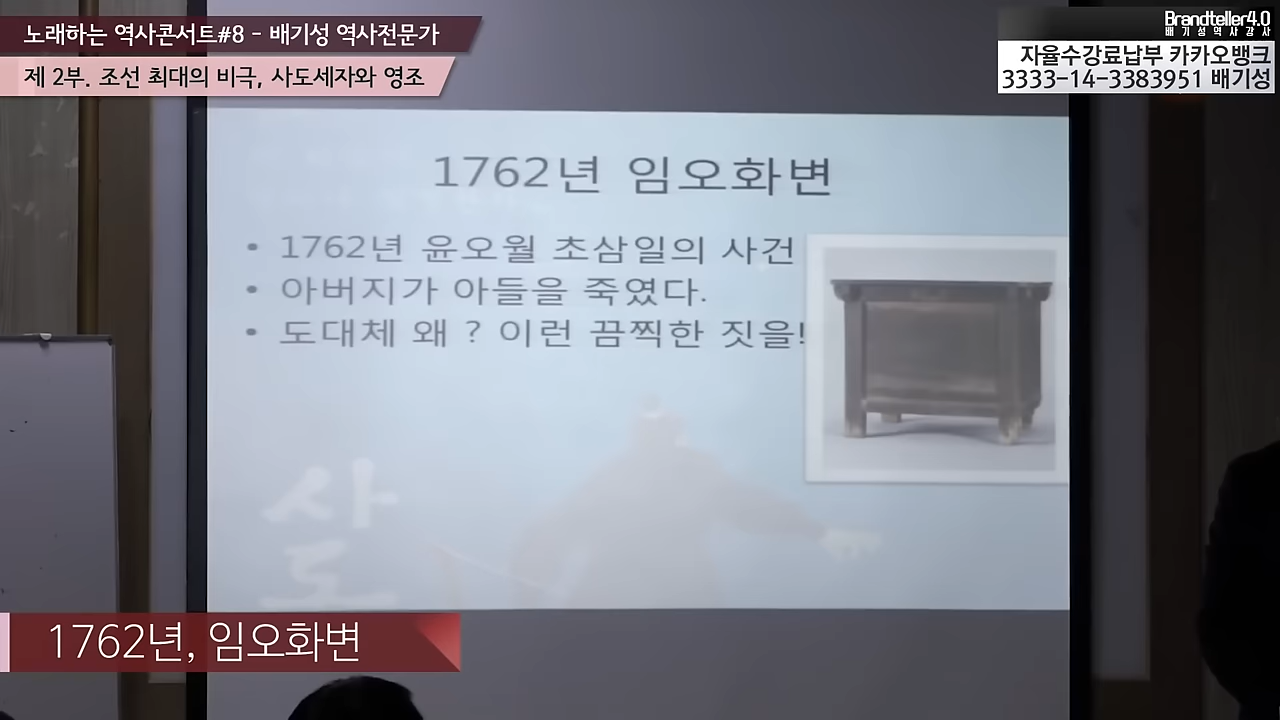 노래하는 역사콘서트#8 - 배기성 역사전문가
제 2부. 조선 최대의 비극, 사도세자와 영조
Brandteller4.0
배기성역사강사
자율수강료납부 카카오뱅크
3333-14-3383951 배기성
1762년 임오화변
• 1762년 윤오월 초삼일의 사건
• 아버지가 아들을 죽였다.
• 도대체 왜 ? 이런 끔찍한 짓을!
사도
1762년, 임오화변